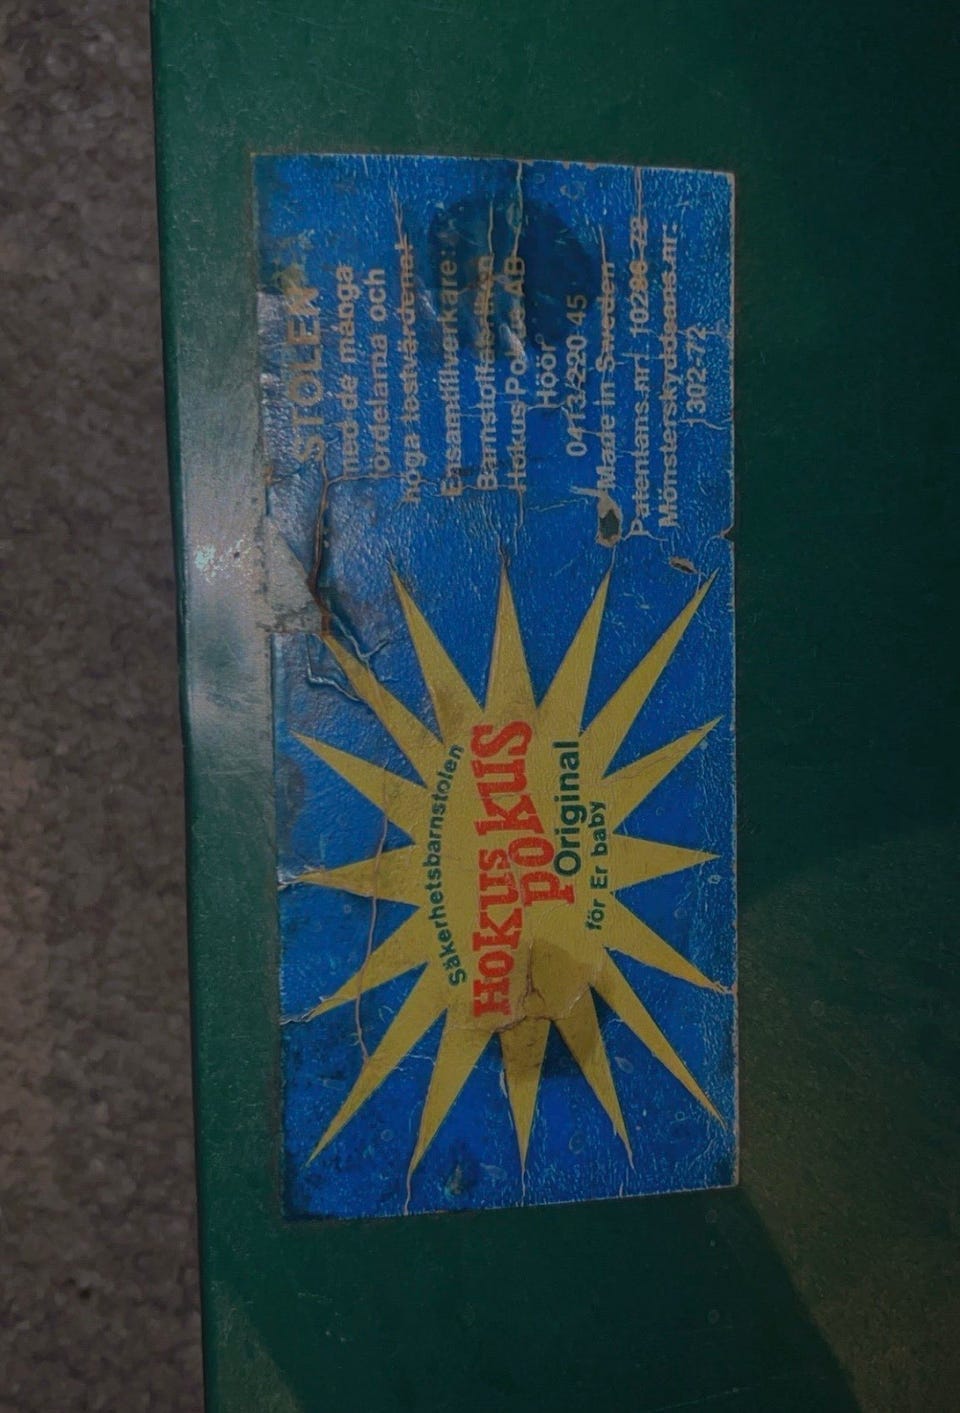 Säkerhetsbarnstolen
HOKUS
POKUS
Original
för Er baby
STOLEN
med de många
fördelarna och
höga testvärdena!
Ensamtillverkare:
Barnstolfabriken
Hokus Pokus AB
Höör
0413/220 45
Made in Sweden
Patentans.nr.
Mönsterskyddsans.nr.
1302-72